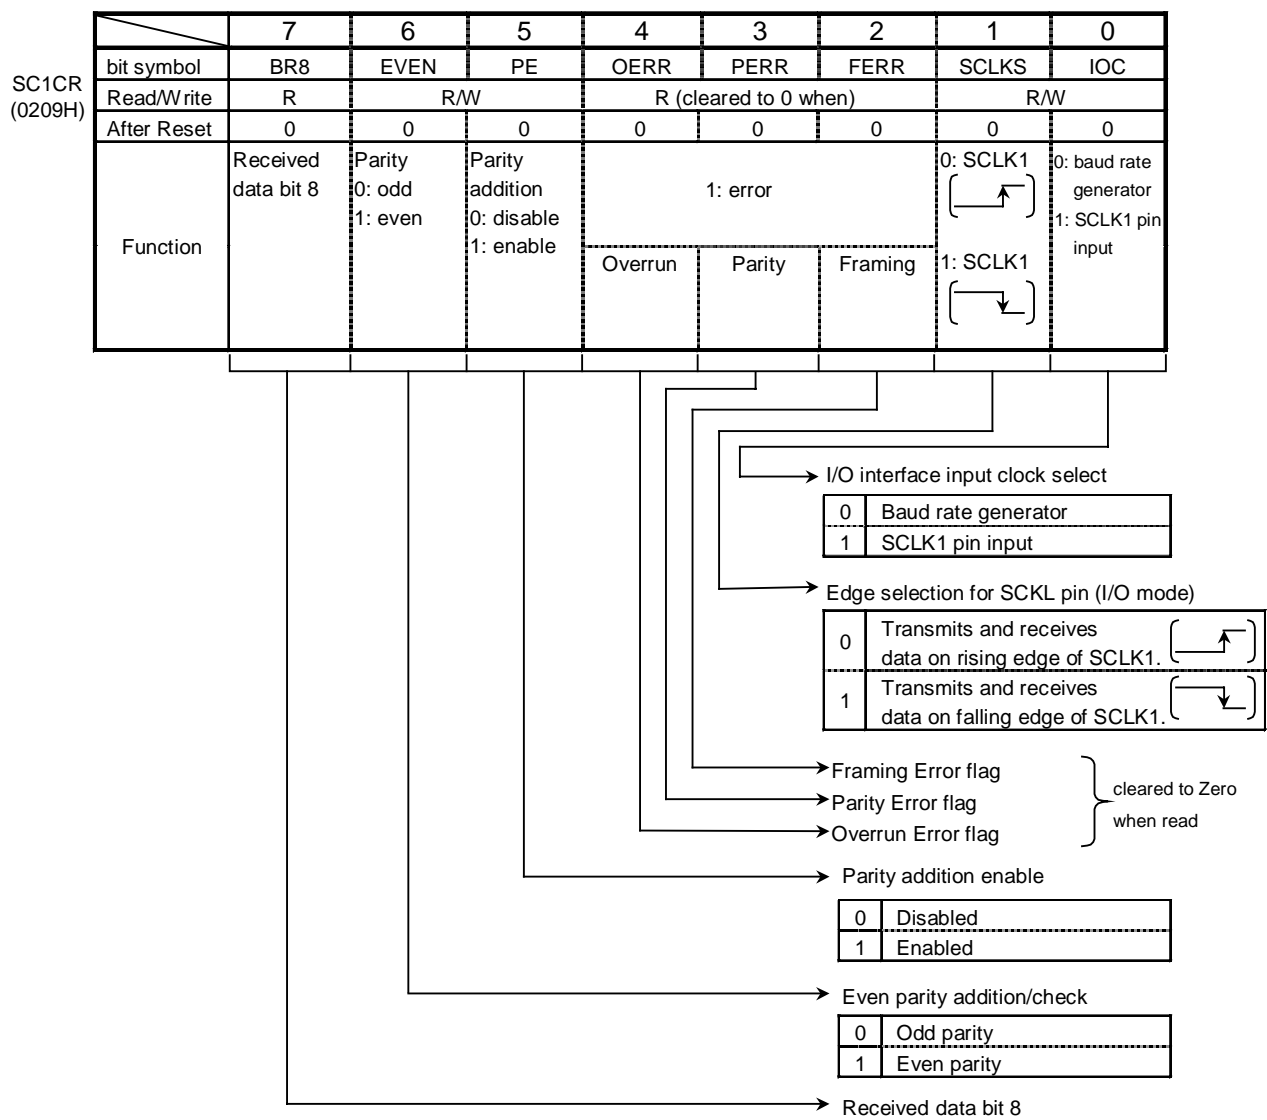 7 6 5 4 3 2 1 0
bit symbol BR8 EVEN PE OERR PERR FERR SCLKS IOC
SC1CR
(0209H)
Read/Write R R/W R (cleared to 0 when) R/W
After Reset 0 0 0 0 0 0 0 0
Function
Received
data bit 8
Parity
0: odd
1: even
Parity
addition
0: disable
1: enable
1: error
Overrun Parity Framing
0: SCLK1
1: SCLK1
0: baud rate
generator
1: SCLK1 pin
input
I/O interface input clock select
0 Baud rate generator
1 SCLK1 pin input
Edge selection for SCKL pin (I/O mode)
0 Transmits and receives
data on rising edge of SCLK1.
1 Transmits and receives
data on falling edge of SCLK1.
Framing Error flag
Parity Error flag
Overrun Error flag
cleared to Zero
when read
Parity addition enable
0 Disabled
1 Enabled
Even parity addition/check
0 Odd parity
1 Even parity
Received data bit 8